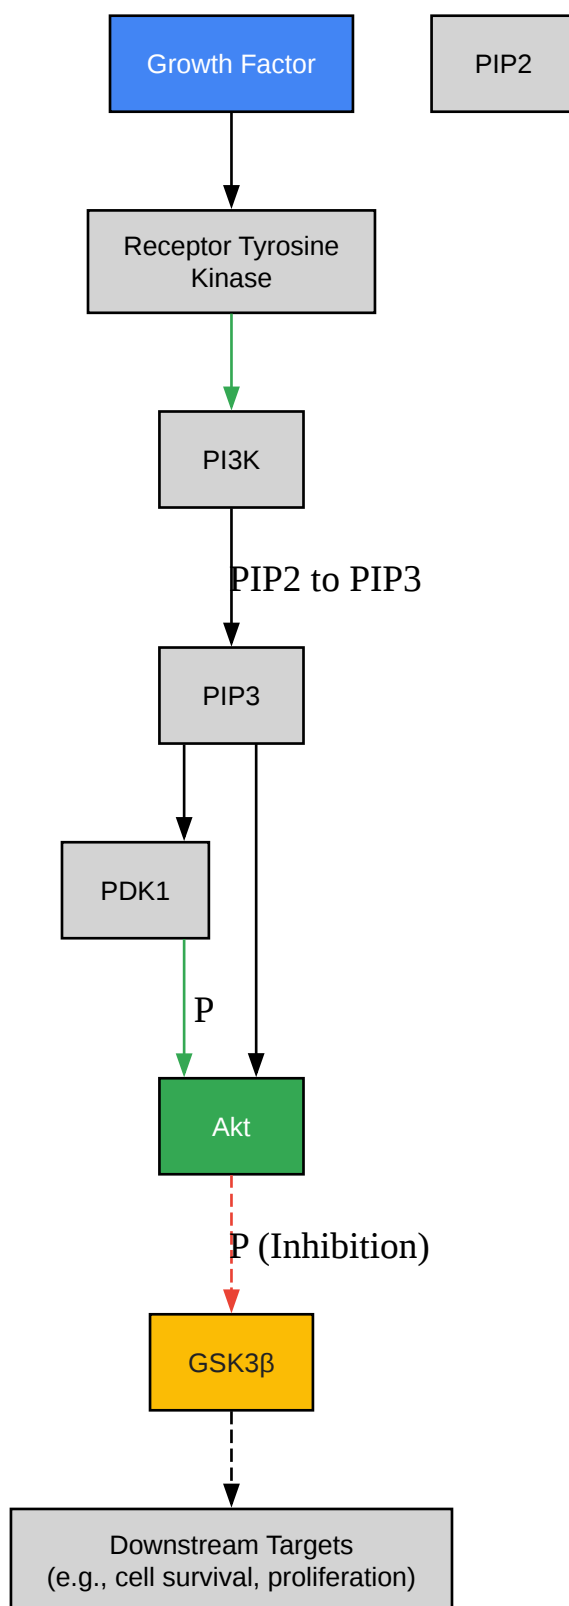 Growth Factor
PIP2
Receptor Tyrosine
Kinase
PI3K
PIP2 to PIP3
PIP3
PDK1
P
Akt
P (Inhibition)
GSK3β
Downstream Targets
(e.g., cell survival, proliferation)